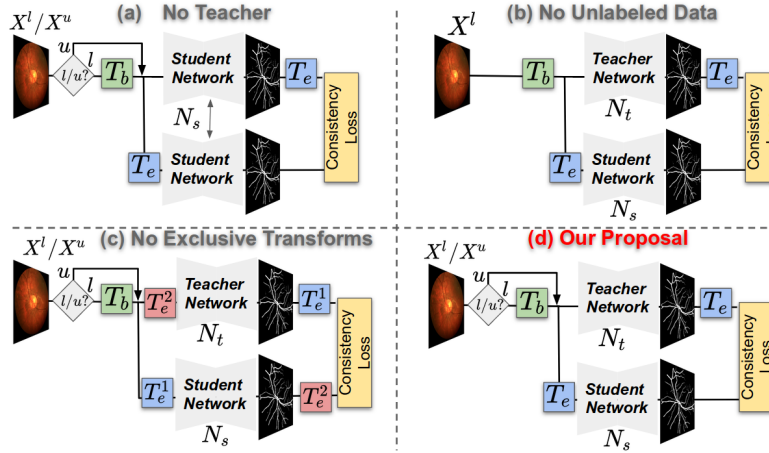 (a) No Teacher
X^l/X^u
u
l
l/u?
T_b
Student
Network
T_e
N_s
T_e
Student
Network
Consistency
Loss
(b) No Unlabeled Data
X^l
T_b
Teacher
Network
T_e
N_t
T_e
Student
Network
N_s
Consistency
Loss
(c) No Exclusive Transforms
X^l/X^u
u
l
l/u?
T_b
T_e^2
Teacher
Network
T_e^1
N_t
T_e^1
Student
Network
T_e^2
N_s
Consistency
Loss
(d) Our Proposal
X^l/X^u
u
l
l/u?
T_b
Teacher
Network
T_e
N_t
T_e
Student
Network
N_s
Consistency
Loss